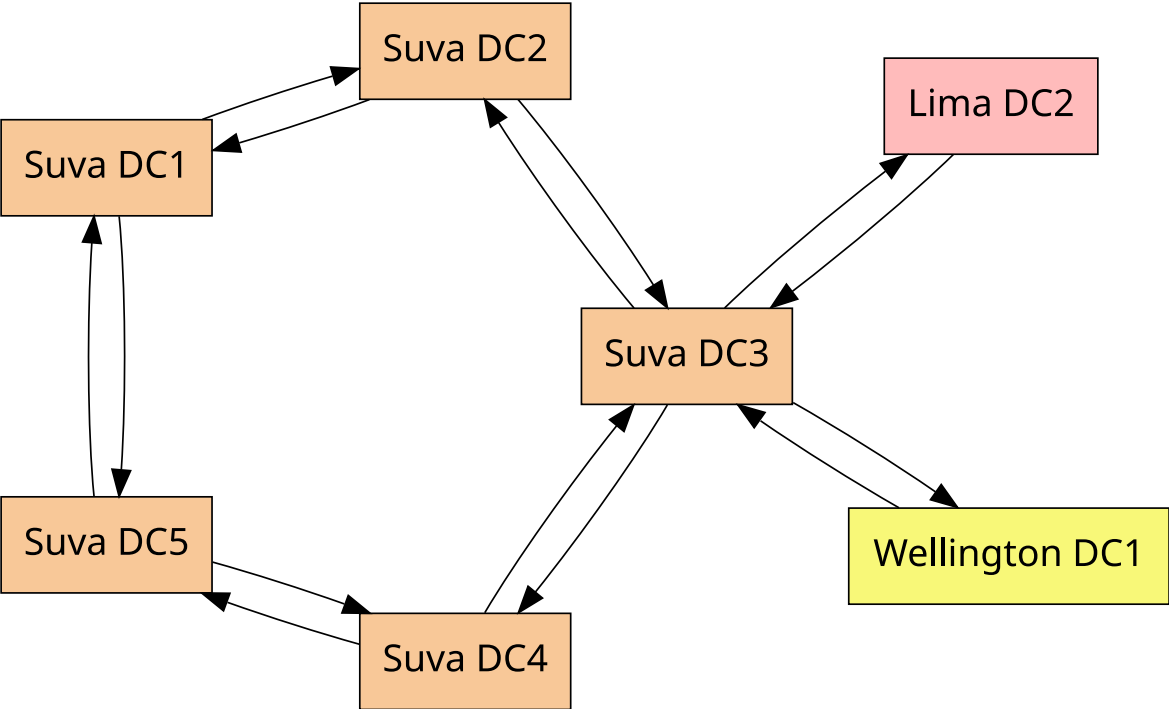 Suva DC2
Lima DC2
Suva DC1
Suva DC3
Suva DC5
Wellington DC1
Suva DC4